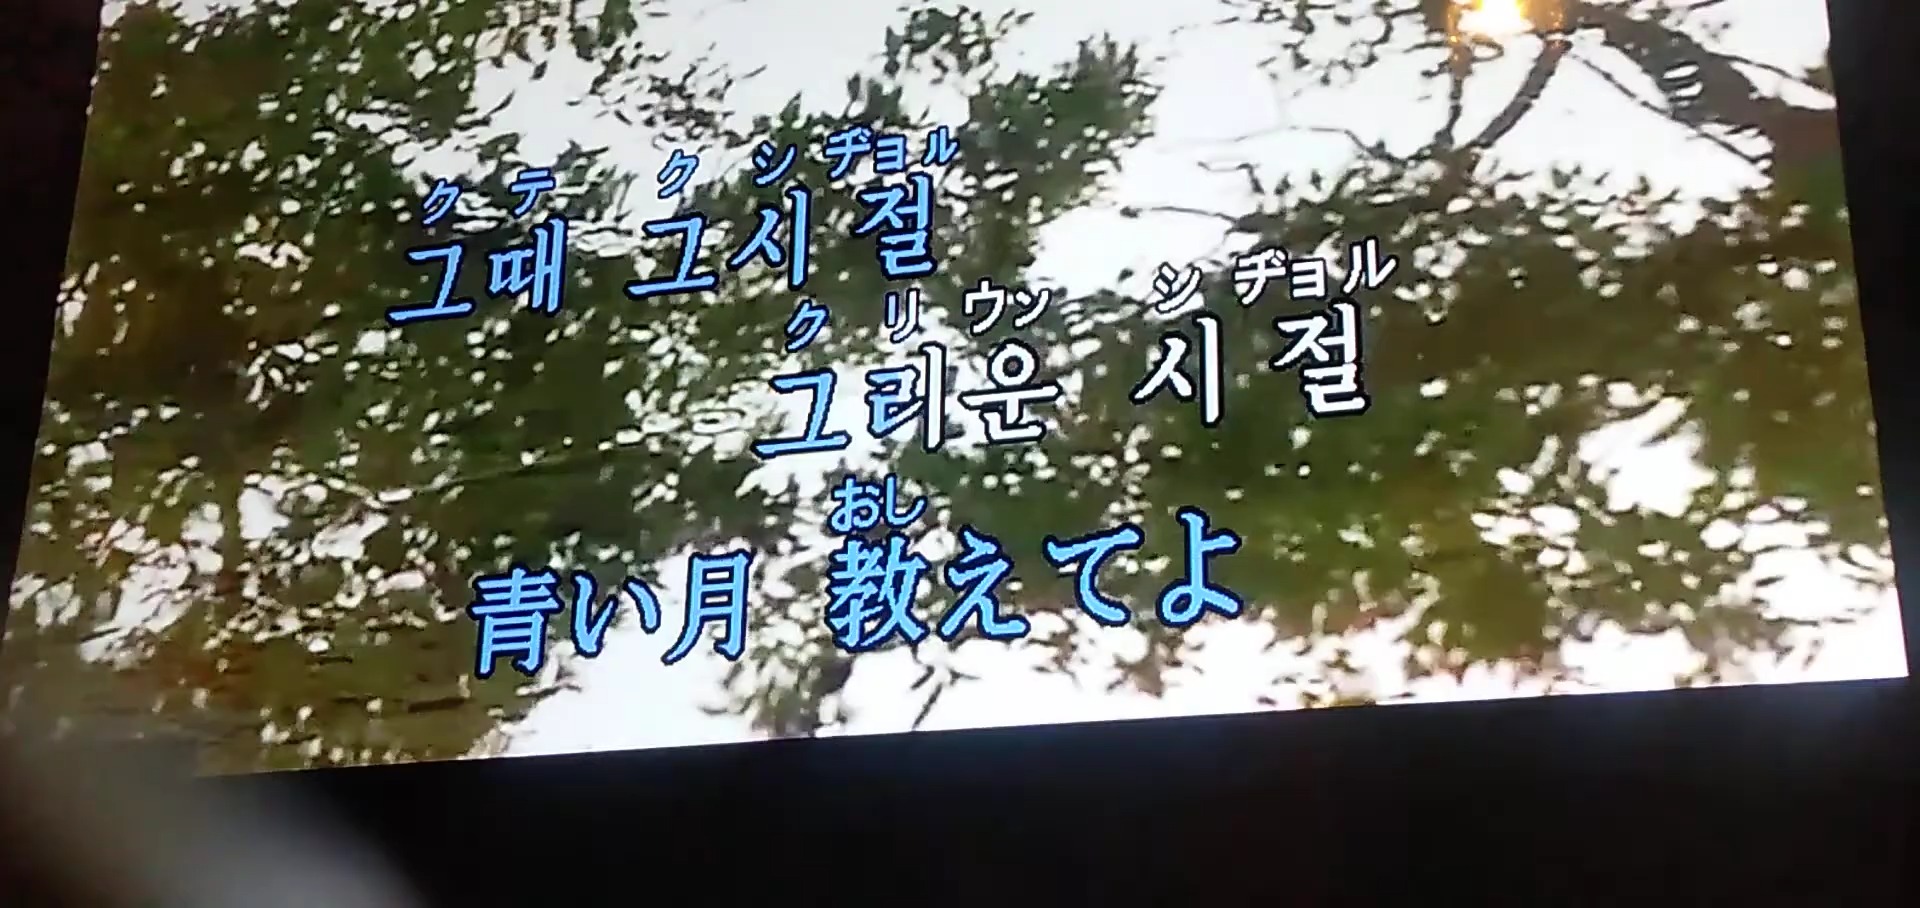 ク テ ク シ ヂョル
그때 그시절
ク リ ウン シ ヂョル
그리운 시절
おし
青い月 教えてよ